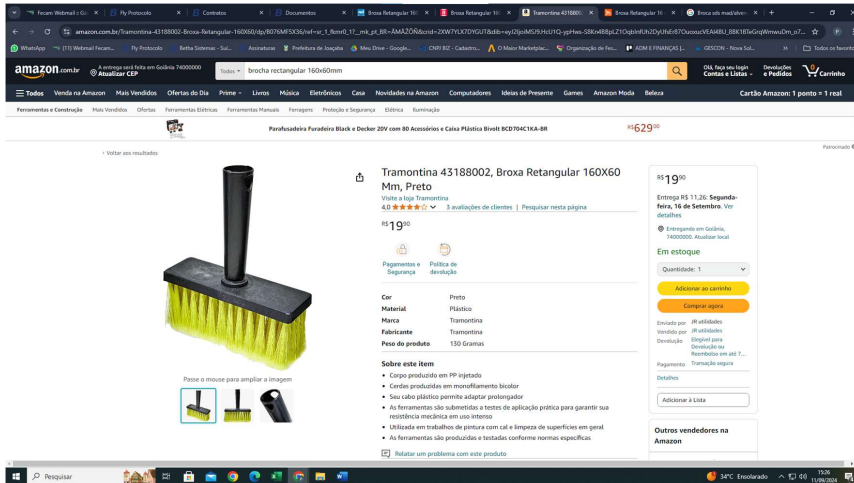 Fecam Webmail :: Ca
Fly Protocolo
Contratos
Documentos
Broxa Retangular 160
Broxa Retangular 160
Tramontina 43188002
Broxa Retangular 16
Broca sds mad/alven
amazon.com.br/Tramontina-43188002-Broxa-Retangular-160X60/dp/B076MF5X36/
WhatsApp
(11) Webmail Fecam...
Fly Protocolo
Betha Sistemas - Suí...
Assinaturas
Prefeitura de Joaçaba
Meu Drive - Google...
CNPJ BIZ - Cadastro...
O Maior Marketplac...
Organização de Fes...
ADM E FINANÇAS |...
GESCON - Nova Sol...
Todos os favoritos
amazon.com.br
A entrega será feita em Goiânia 74000000
Atualizar CEP
Todos
brocha rectangular 160x60mm
Olá, faça seu login
Contas e Listas
Devoluções
e Pedidos
0
Carrinho
Todos
Venda na Amazon
Mais Vendidos
Ofertas do Dia
Prime
Livros
Música
Eletrônicos
Casa
Novidades na Amazon
Computadores
Ideias de Presente
Games
Amazon Moda
Beleza
Cartão Amazon: 1 ponto = 1 real
Ferramentas e Construção
Mais Vendidos
Ofertas
Ferramentas Elétricas
Ferramentas Manuais
Ferragens
Proteção e Segurança
Elétrica
Iluminação
Parafusadeira Furadeira Black e Decker 20V com 80 Acessórios e Caixa Plástica Bivolt BCD704C1KA-BR
R$62900
Patrocinado
‹ Voltar aos resultados
Passe o mouse para ampliar a imagem
Tramontina 43188002, Broxa Retangular 160X60
Mm, Preto
Visite a loja Tramontina
4,0
3 avaliações de clientes | Pesquisar nesta página
R$1990
Pagamentos e
Segurança
Política de
devolução
Cor Preto
Material Plástico
Marca Tramontina
Fabricante Tramontina
Peso do produto 130 Gramas
Sobre este item
• Corpo produzido em PP injetado
• Cerdas produzidas em monofilamento bicolor
• Seu cabo plástico permite adaptar prolongador
• As ferramentas são submetidas a testes de aplicação prática para garantir sua
resistência mecânica em uso intenso
• Utilizada em trabalhos de pintura com cal e limpeza de superfícies em geral
• As ferramentas são produzidas e testadas conforme normas específicas
Relatar um problema com este produto
R$1990
Entrega R$ 11,26: Segunda-
feira, 16 de Setembro. Ver
detalhes
Entregando em Goiânia,
74000000. Atualizar local
Em estoque
Quantidade: 1
Adicionar ao carrinho
Comprar agora
Enviado por JR utilidades
Vendido por JR utilidades
Devolução Elegível para
Devolução ou
Reembolso em até 7...
Pagamento Transação segura
Detalhes
Adicionar à Lista
Outros vendedores na
Amazon
Pesquisar
34°C Ensolarado
15:26
11/09/2024